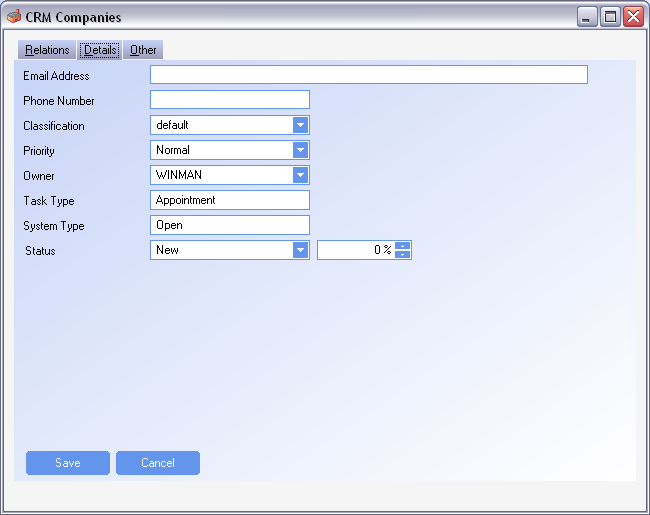 CRM Companies
Relations Details Other
Email Address
Phone Number
Classification default
Priority Normal
Owner WINMAN
Task Type Appointment
System Type Open
Status New 0 %
Save Cancel